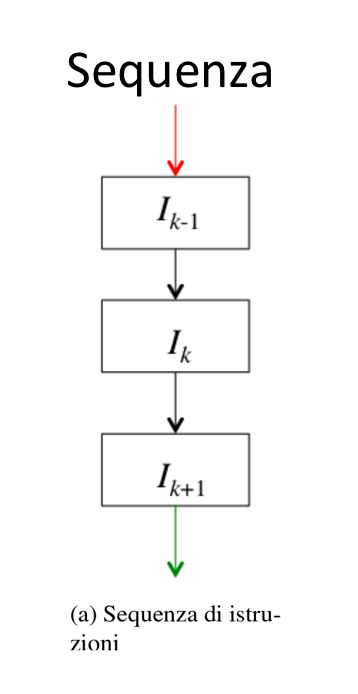 Sequenza
I_{k-1}
I_k
I_{k+1}
(a) Sequenza di istru-
zioni